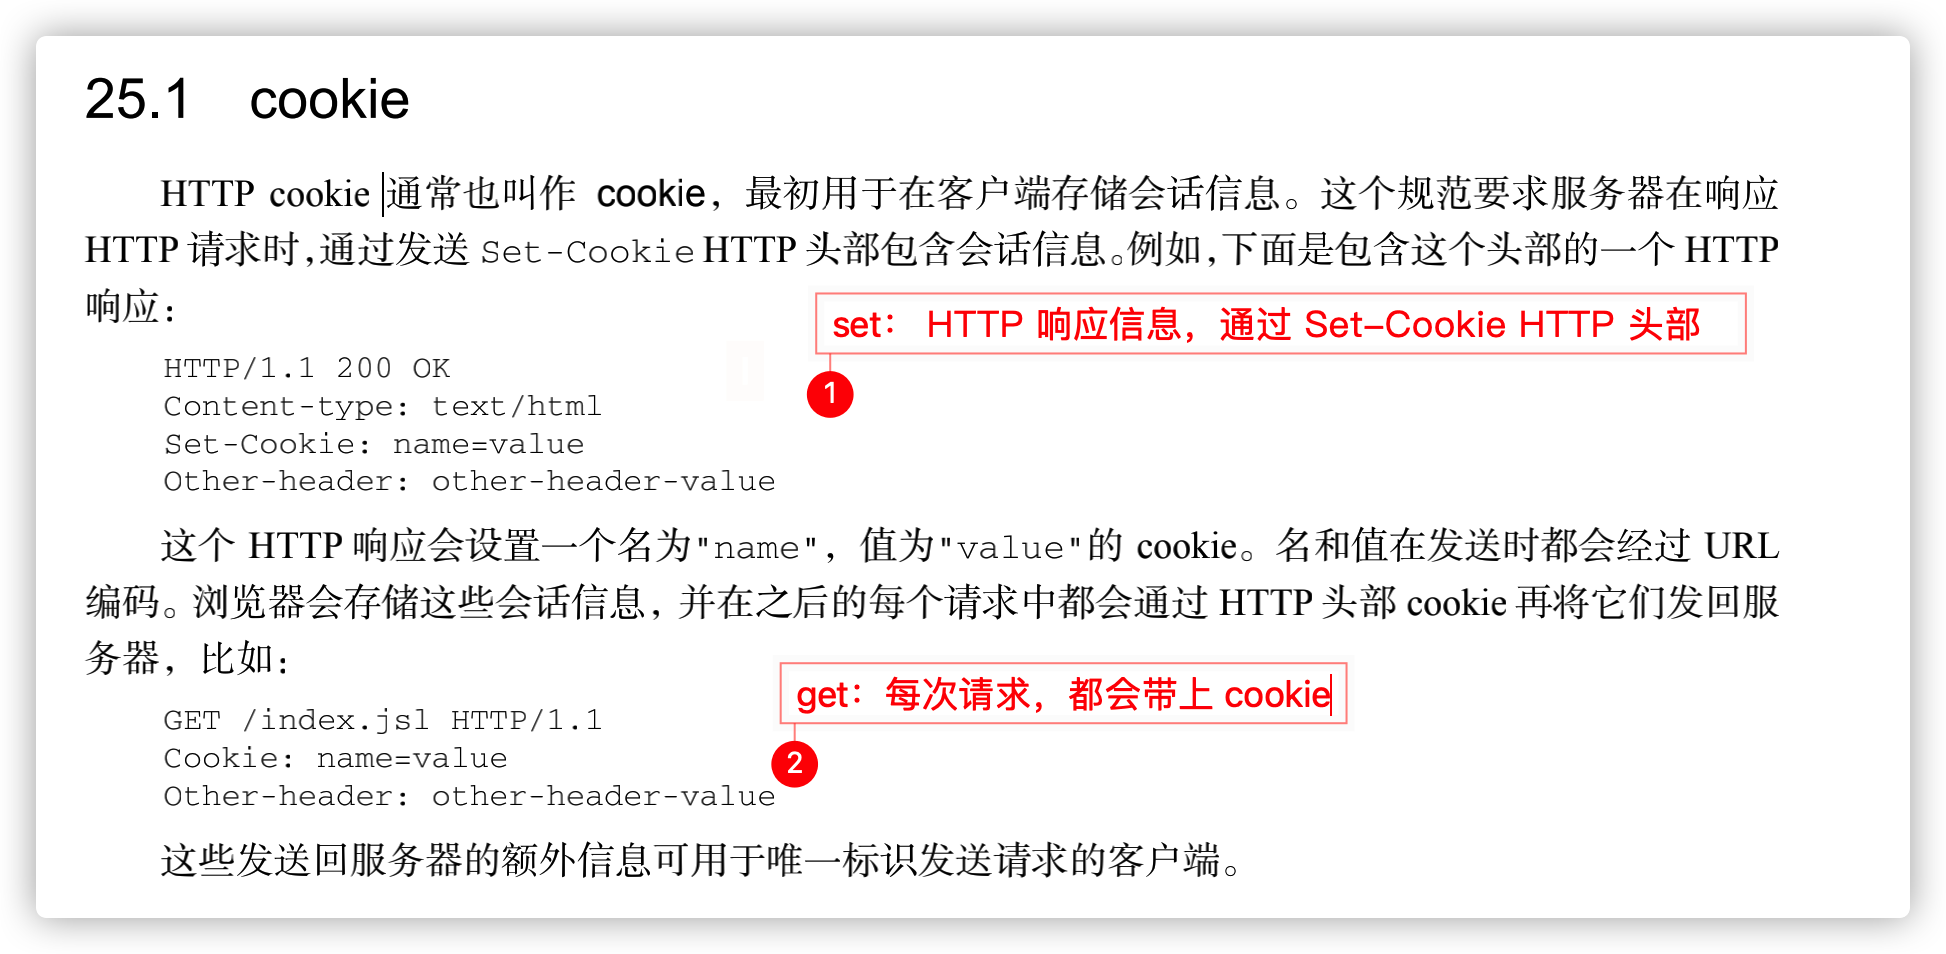 25.1 cookie
HTTP cookie 通常也叫作 cookie，最初用于在客户端存储会话信息。这个规范要求服务器在响应
HTTP 请求时，通过发送 Set-Cookie HTTP 头部包含会话信息。例如，下面是包含这个头部的一个 HTTP
响应：
set： HTTP 响应信息，通过 Set-Cookie HTTP 头部
1
HTTP/1.1 200 OK
Content-type: text/html
Set-Cookie: name=value
Other-header: other-header-value
这个 HTTP 响应会设置一个名为"name"，值为"value"的 cookie。名和值在发送时都会经过 URL
编码。浏览器会存储这些会话信息，并在之后的每个请求中都会通过 HTTP 头部 cookie 再将它们发回服
务器，比如：
get：每次请求，都会带上 cookie
2
GET /index.jsl HTTP/1.1
Cookie: name=value
Other-header: other-header-value
这些发送回服务器的额外信息可用于唯一标识发送请求的客户端。